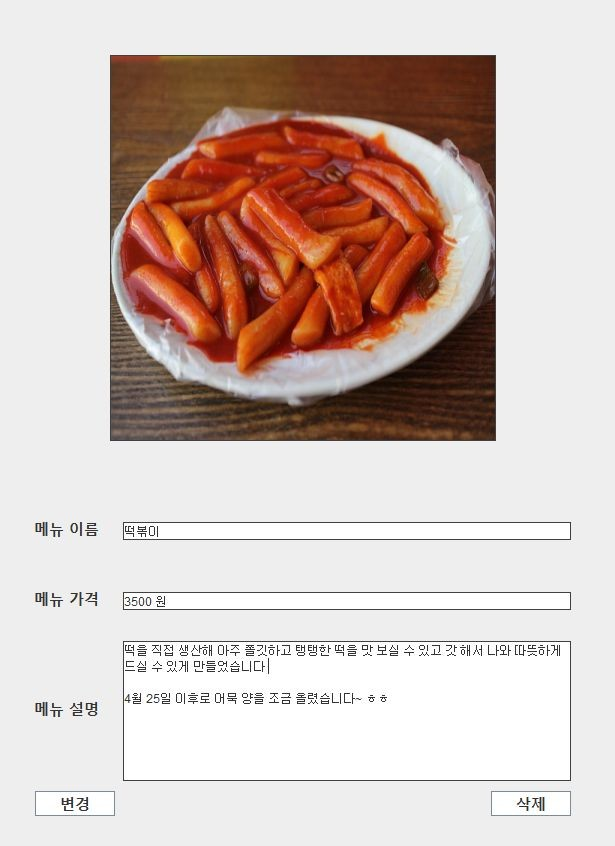 메뉴 이름
떡볶이
메뉴 가격
3500 원
메뉴 설명
떡을 직접 생산해 아주 쫄깃하고 탱탱한 떡을 맛 보실 수 있고 갓 해서 나와 따뜻하게
드실 수 있게 만들었습니다
4월 25일 이후로 어묵 양을 조금 올렸습니다~ ㅎㅎ
변경
삭제